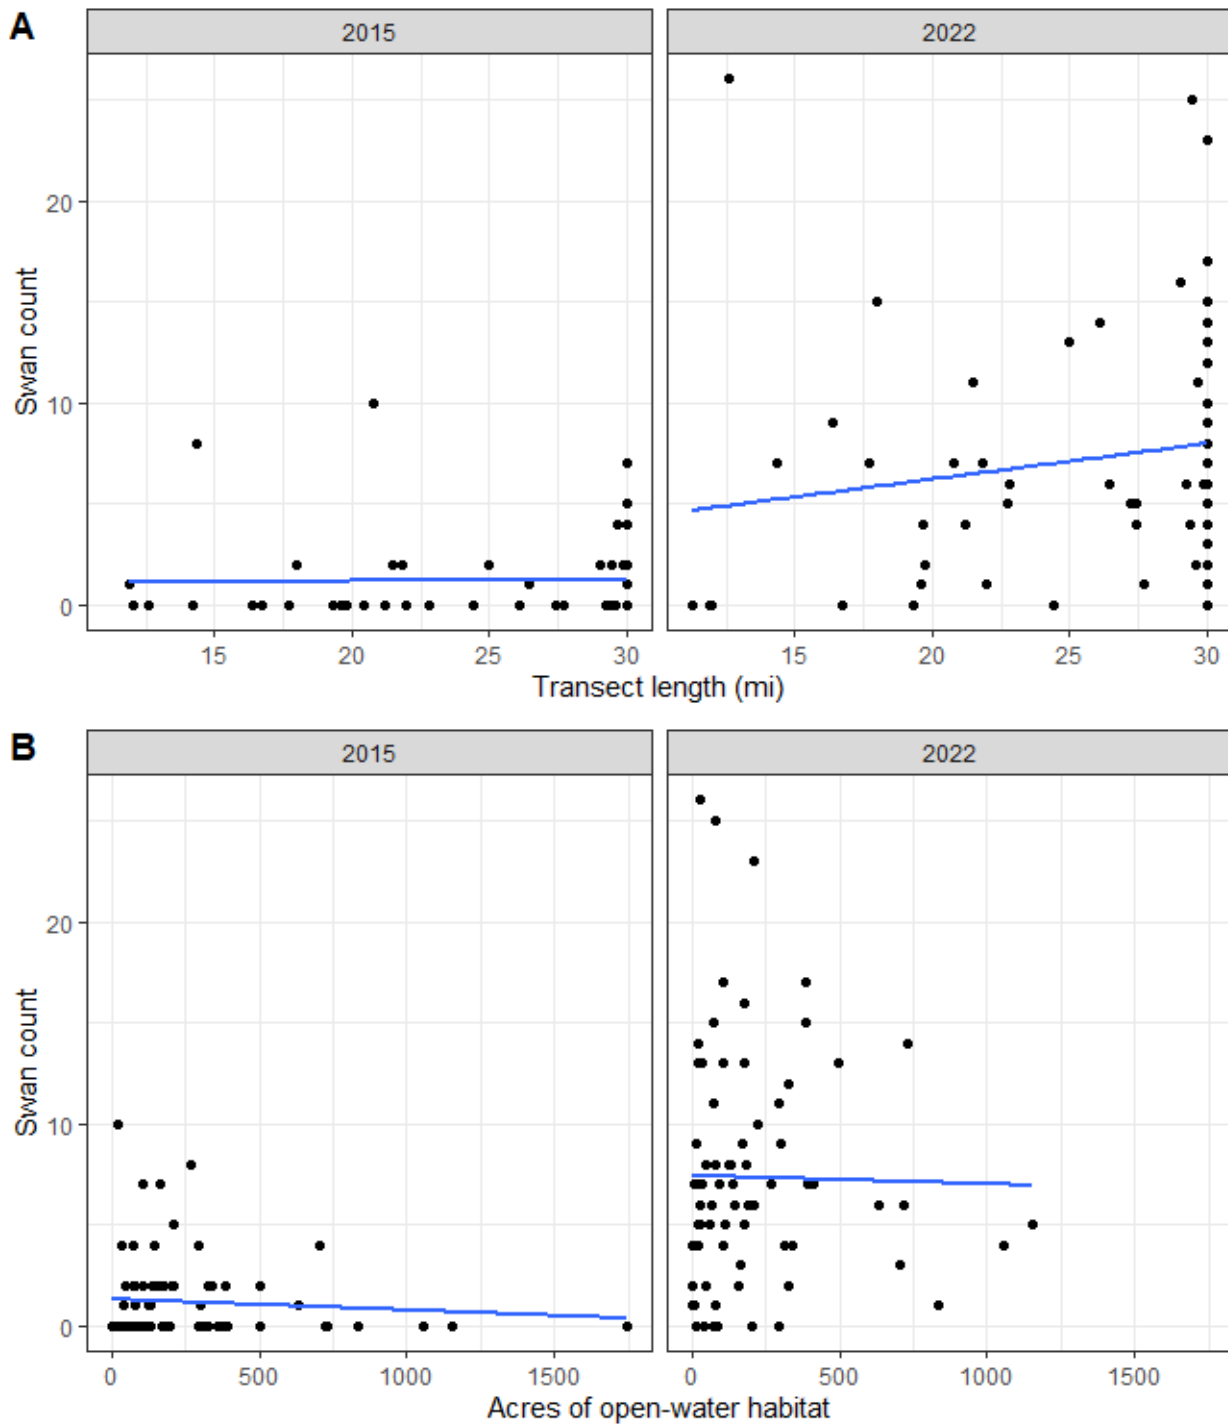 A
2015 2022
20
10
0
Swan count
15 20 25 30 15 20 25 30
Transect length (mi)
B
2015 2022
20
10
0
Swan count
0 500 1000 1500 0 500 1000 1500
Acres of open-water habitat